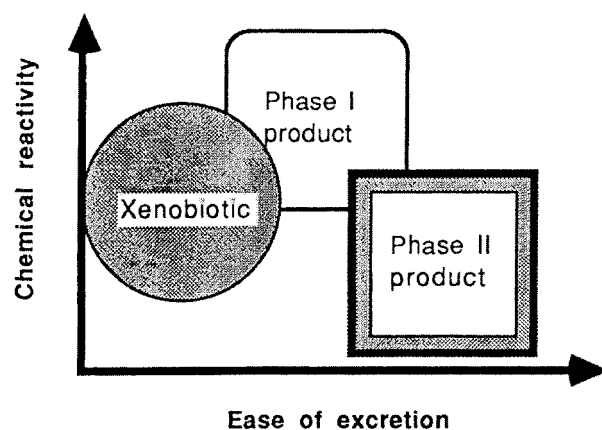 Chemical reactivity
Phase I
product
Xenobiotic
Phase II
product
Ease of excretion